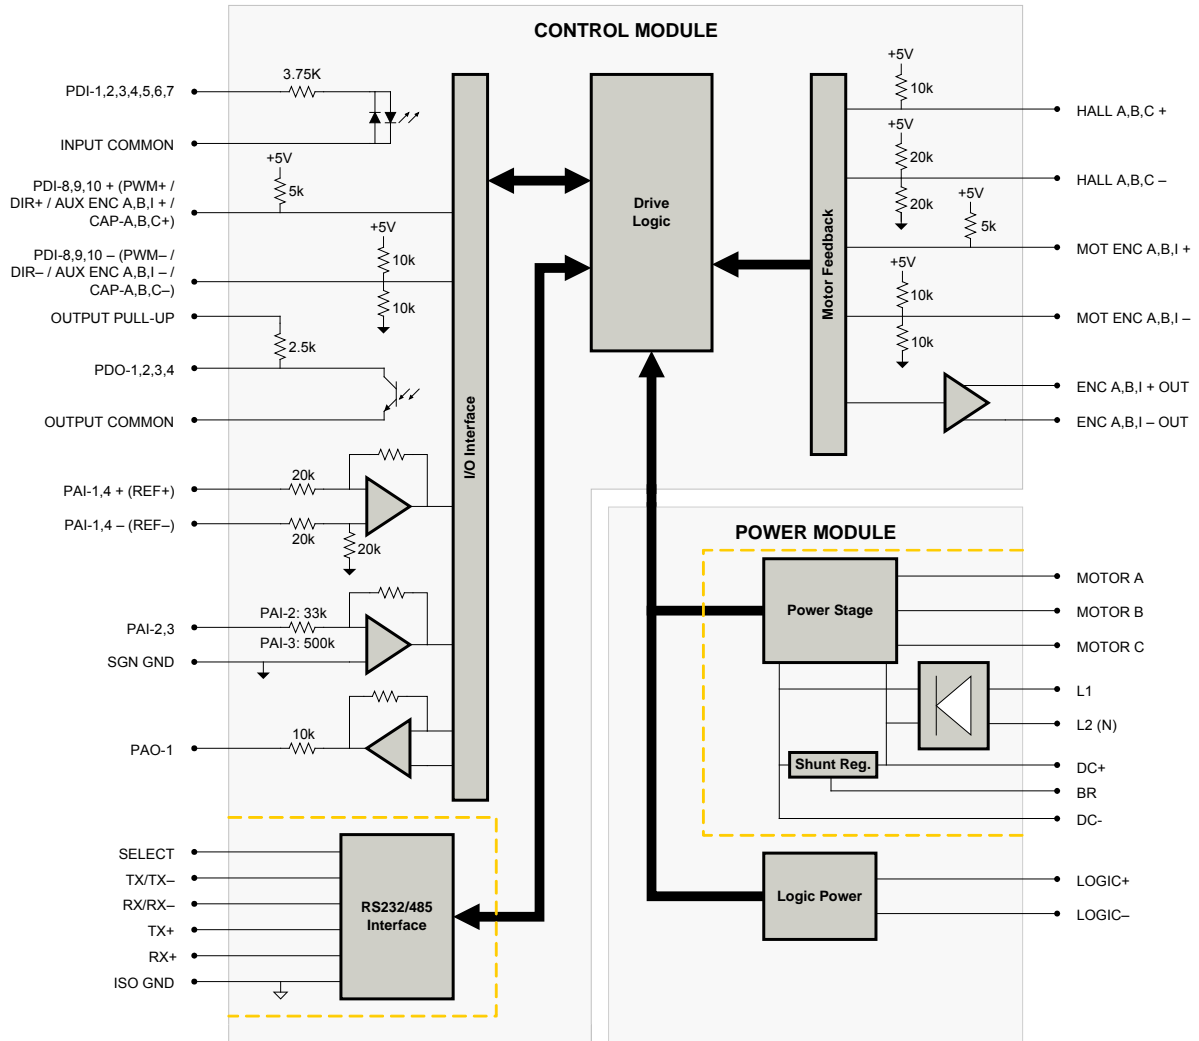 CONTROL MODULE
PDI-1,2,3,4,5,6,7
3.75K
INPUT COMMON
+5V
5k
PDI-8,9,10 + (PWM+ /
DIR+ / AUX ENC A,B,I + /
CAP-A,B,C+)
+5V
10k
10k
PDI-8,9,10 – (PWM– /
DIR– / AUX ENC A,B,I – /
CAP-A,B,C–)
OUTPUT PULL-UP
2.5k
PDO-1,2,3,4
OUTPUT COMMON
20k
PAI-1,4 + (REF+)
PAI-1,4 – (REF–)
20k
20k
PAI-2: 33k
PAI-2,3
PAI-3: 500k
SGN GND
10k
PAO-1
I/O Interface
SELECT
TX/TX–
RX/RX–
TX+
RX+
ISO GND
RS232/485
Interface
Drive
Logic
Motor Feedback
+5V
10k
HALL A,B,C +
+5V
20k
HALL A,B,C –
20k
+5V
5k
MOT ENC A,B,I +
+5V
10k
MOT ENC A,B,I –
10k
ENC A,B,I + OUT
ENC A,B,I – OUT
POWER MODULE
Power Stage
MOTOR A
MOTOR B
MOTOR C
L1
L2 (N)
Shunt Reg.
DC+
BR
DC-
Logic Power
LOGIC+
LOGIC–